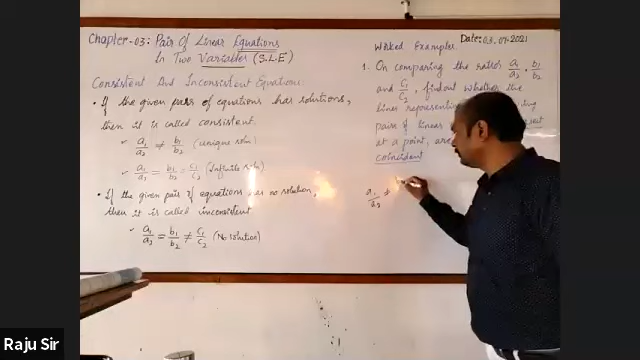 Chapter-03: Pair Of Linear Equations
In Two Variables (S.L.E)
Consistent And Inconsistent Equations:
• If the given pairs of equations has solutions,
then it is called consistent.
a₁/a₂ ≠ b₁/b₂ (unique soln)
a₁/a₂ = b₁/b₂ = c₁/c₂ (Infinite soln)
• If the given pair of equations has no solution,
then it is called inconsistent
a₁/a₂ = b₁/b₂ ≠ c₁/c₂ (No solution)
Date: 03.07.2021
Worked Examples
1. On comparing the ratios a₁/a₂, b₁/b₂
and c₁/c₂, findout whether the
lines representing
pair of linear
at a point, are
coincident
a₁/a₂ ≠
Raju Sir